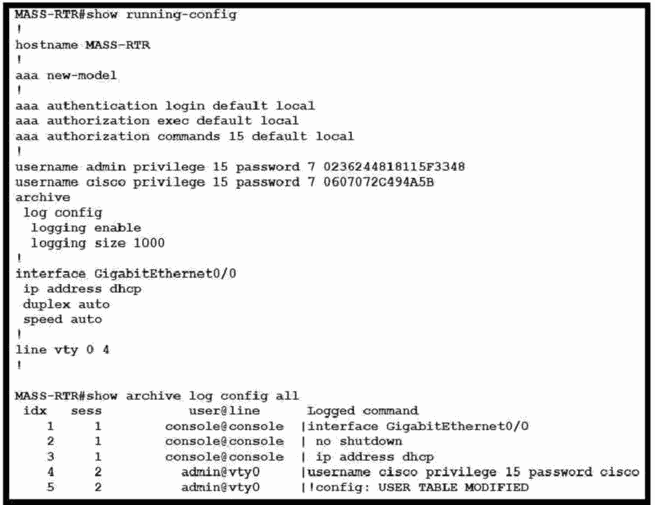 MASS-RTR#show running-config
!
hostname MASS-RTR
!
aaa new-model
!
aaa authentication login default local
aaa authorization exec default local
aaa authorization commands 15 default local
!
username admin privilege 15 password 7 0236244818115F3348
username cisco privilege 15 password 7 0607072C494A5B
archive
log config
logging enable
logging size 1000
!
interface GigabitEthernet0/0
ip address dhcp
duplex auto
speed auto
!
line vty 0 4
!
MASS-RTR#show archive log config all
idx sess user@line Logged command
1 1 console@console |interface GigabitEthernet0/0
2 1 console@console | no shutdown
3 1 console@console | ip address dhcp
4 2 admin@vty0 |username cisco privilege 15 password cisco
5 2 admin@vty0 |!config: USER TABLE MODIFIED